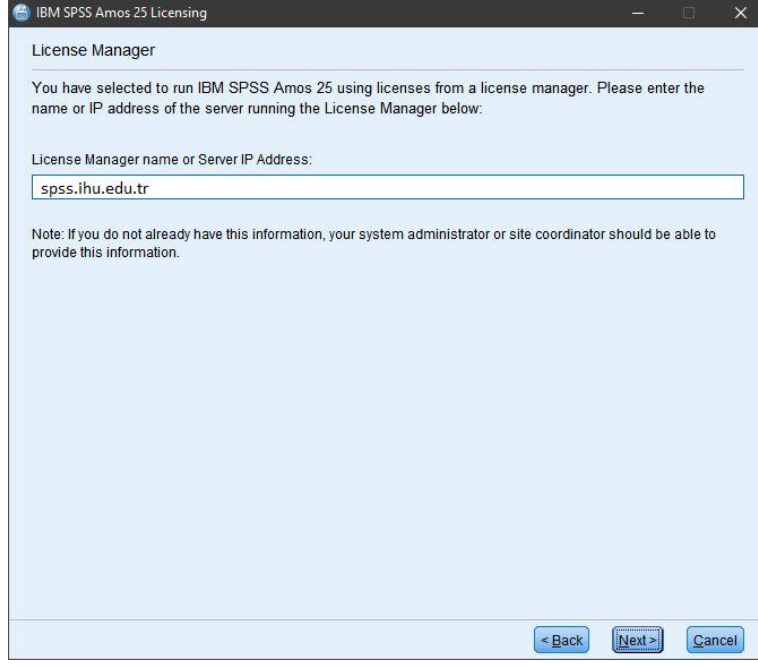 IBM SPSS Amos 25 Licensing
License Manager
You have selected to run IBM SPSS Amos 25 using licenses from a license manager. Please enter the
name or IP address of the server running the License Manager below:
License Manager name or Server IP Address:
spss.ihu.edu.tr
Note: If you do not already have this information, your system administrator or site coordinator should be able to
provide this information.
< Back Next > Cancel